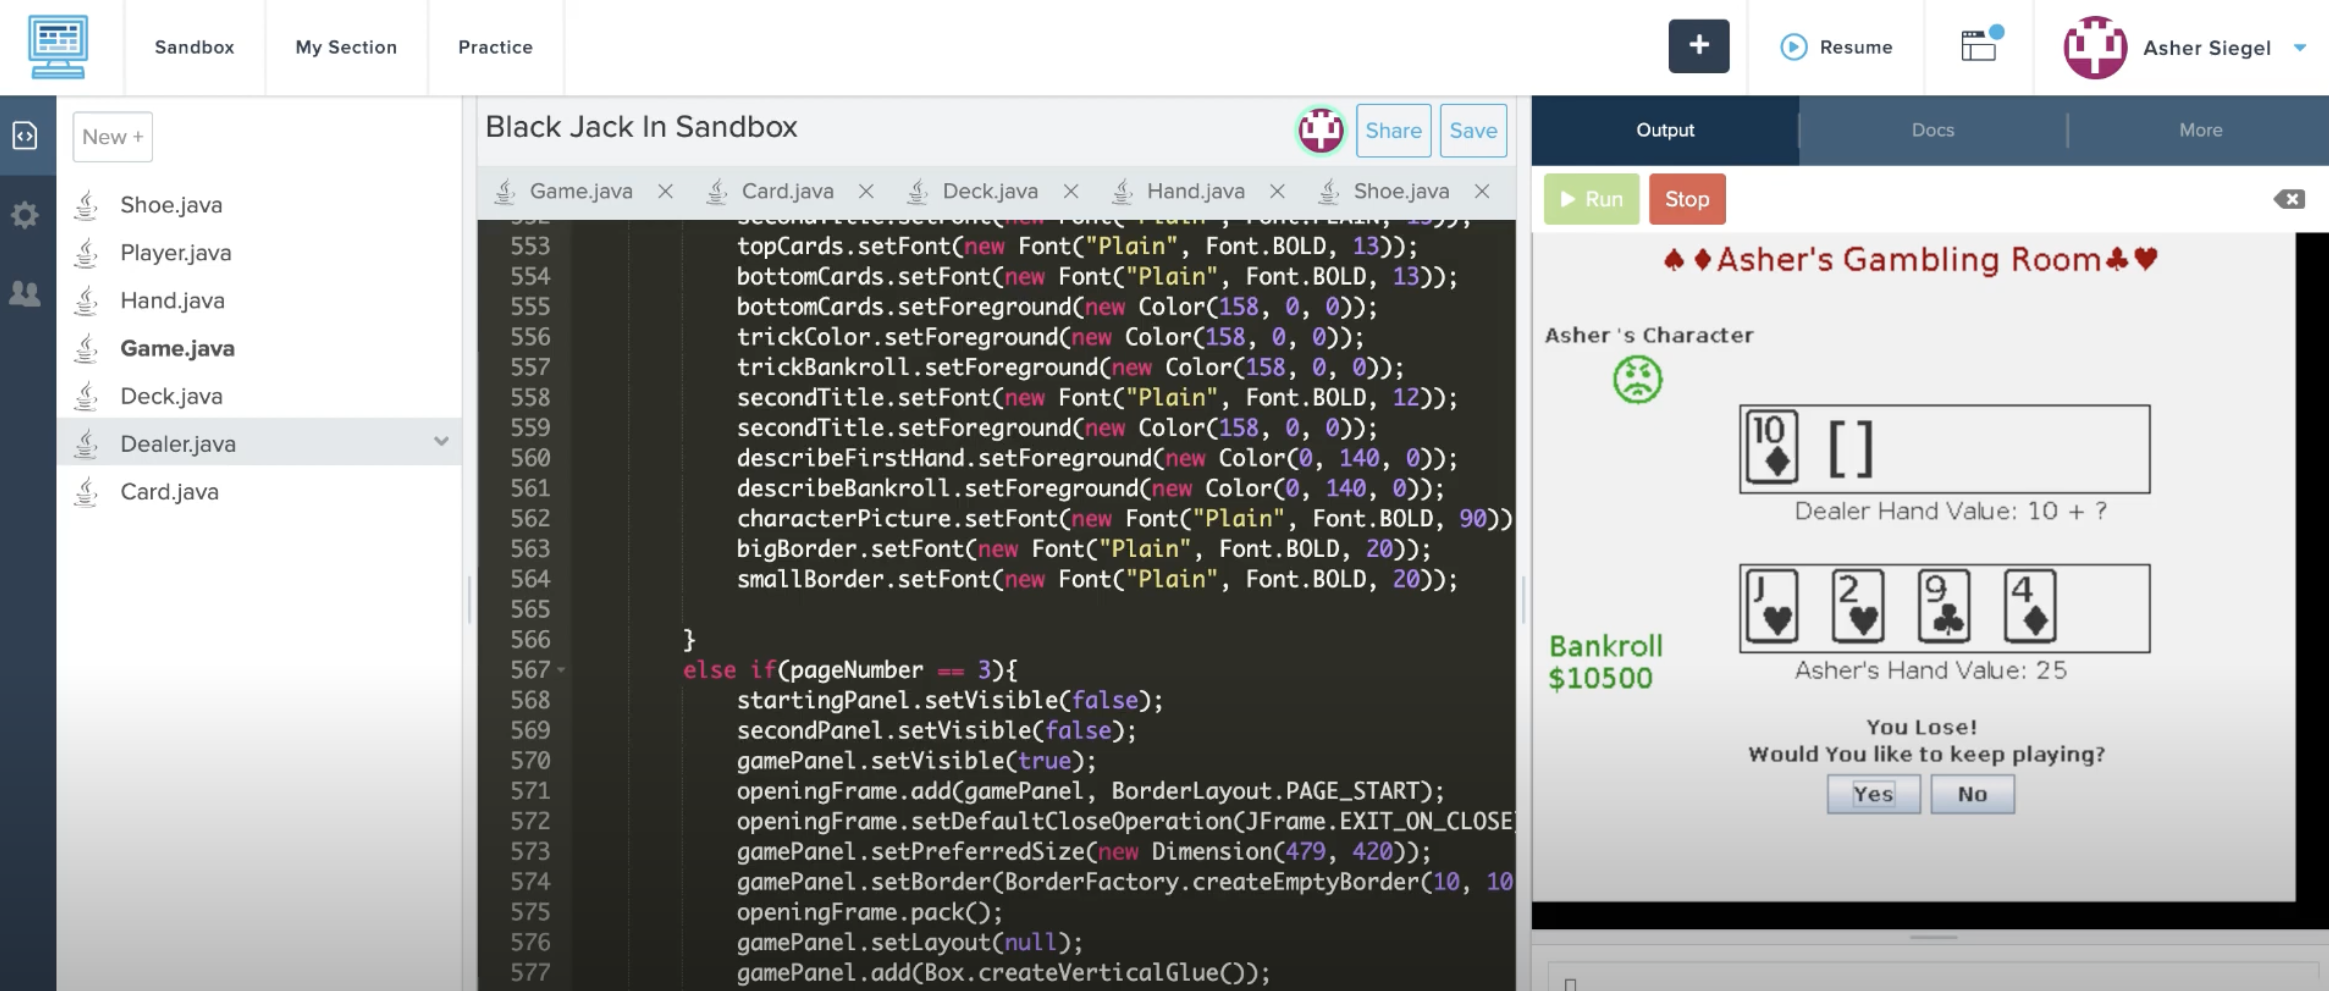 Sandbox
My Section
Practice
+
Resume
Asher Siegel
New +
Shoe.java
Player.java
Hand.java
Game.java
Deck.java
Dealer.java
Card.java
Black Jack In Sandbox
Share
Save
Game.java
Card.java
Deck.java
Hand.java
Shoe.java
552 secondTitle.setFont(new Font("Plain", Font.PLAIN, 15));
553 topCards.setFont(new Font("Plain", Font.BOLD, 13));
554 bottomCards.setFont(new Font("Plain", Font.BOLD, 13));
555 bottomCards.setForeground(new Color(158, 0, 0));
556 trickColor.setForeground(new Color(158, 0, 0));
557 trickBankroll.setForeground(new Color(158, 0, 0));
558 secondTitle.setFont(new Font("Plain", Font.BOLD, 12));
559 secondTitle.setForeground(new Color(158, 0, 0));
560 describeFirstHand.setForeground(new Color(0, 140, 0));
561 describeBankroll.setForeground(new Color(0, 140, 0));
562 characterPicture.setFont(new Font("Plain", Font.BOLD, 90))
563 bigBorder.setFont(new Font("Plain", Font.BOLD, 20));
564 smallBorder.setFont(new Font("Plain", Font.BOLD, 20));
565
566 }
567 else if(pageNumber == 3){
568 startingPanel.setVisible(false);
569 secondPanel.setVisible(false);
570 gamePanel.setVisible(true);
571 openingFrame.add(gamePanel, BorderLayout.PAGE_START);
572 openingFrame.setDefaultCloseOperation(JFrame.EXIT_ON_CLOSE)
573 gamePanel.setPreferredSize(new Dimension(479, 420));
574 gamePanel.setBorder(BorderFactory.createEmptyBorder(10, 10
575 openingFrame.pack();
576 gamePanel.setLayout(null);
577 gamePanel.add(Box.createVerticalGlue());
Output
Docs
More
Run
Stop
♠♦Asher's Gambling Room♣♥
Asher 's Character
10♦ []
Dealer Hand Value: 10 + ?
J♥ 2♥ 9♣ 4♦
Asher's Hand Value: 25
Bankroll
$10500
You Lose!
Would You like to keep playing?
Yes
No